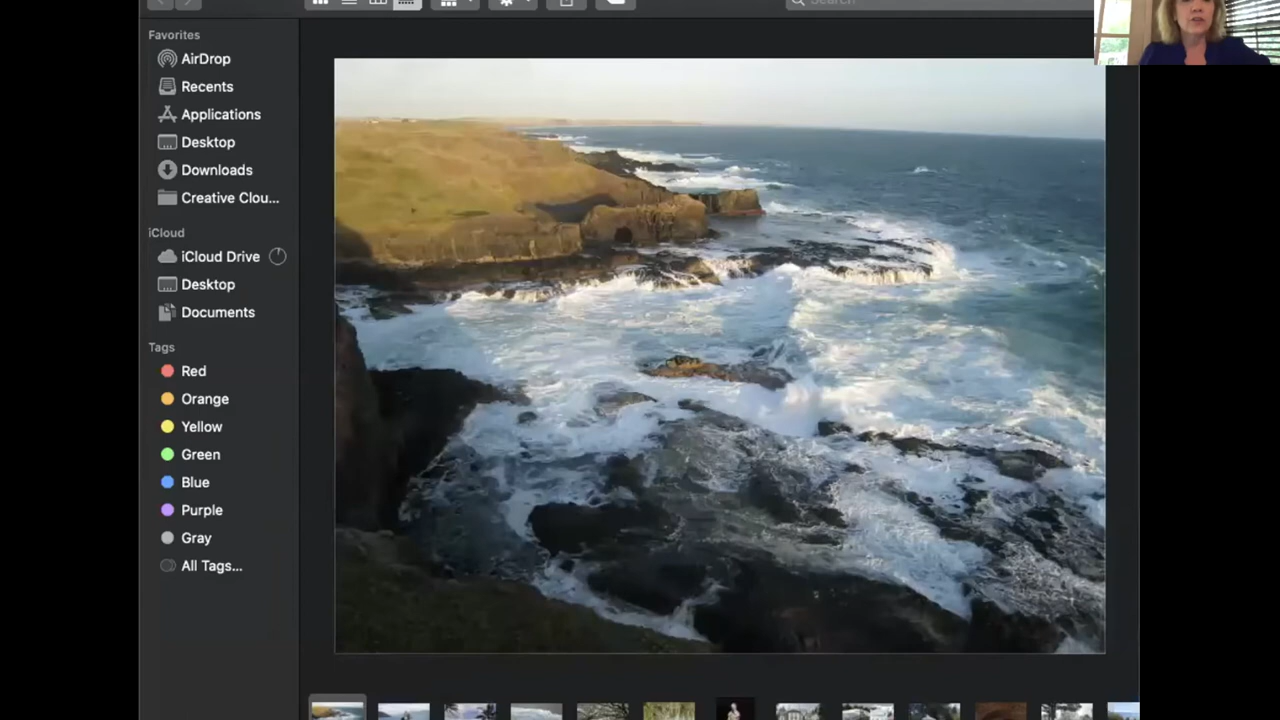 Search
Favorites
AirDrop
Recents
Applications
Desktop
Downloads
Creative Clou...
iCloud
iCloud Drive
Desktop
Documents
Tags
Red
Orange
Yellow
Green
Blue
Purple
Gray
All Tags...